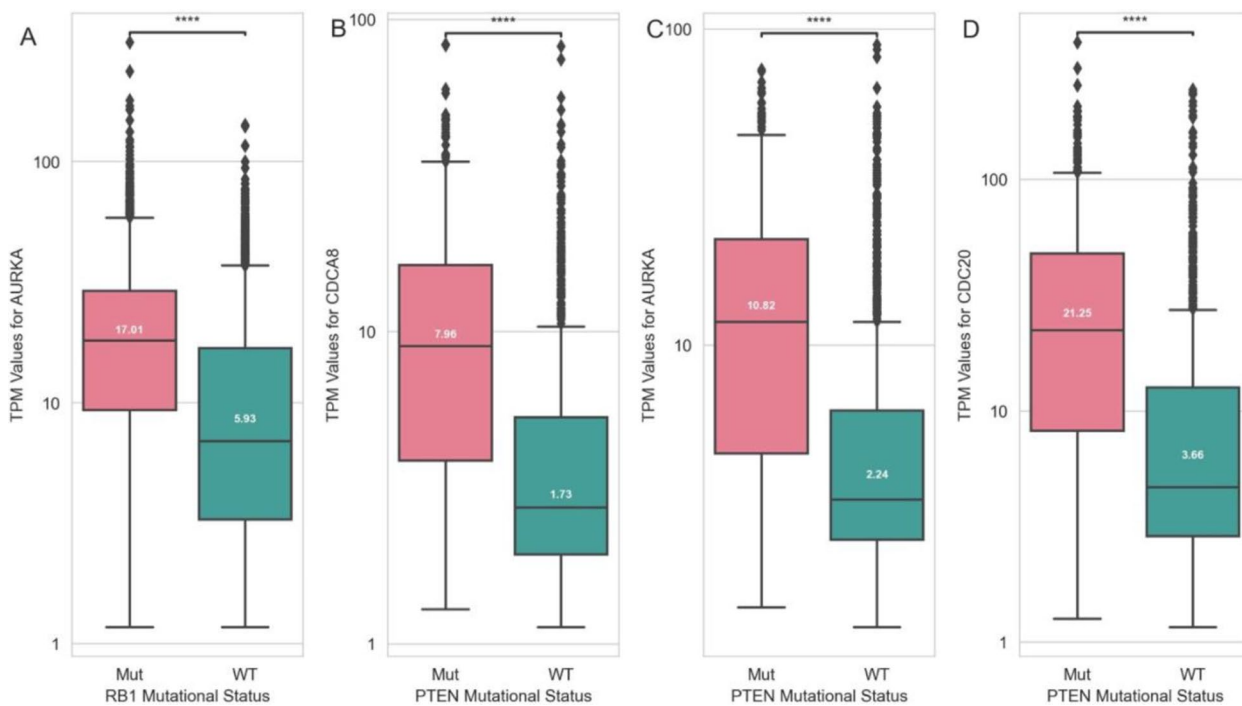 A
TPM Values for AURKA
100
10
1
****
17.01
5.93
Mut
WT
RB1 Mutational Status
B
TPM Values for CDCA8
100
10
1
****
7.96
1.73
Mut
WT
PTEN Mutational Status
C
TPM Values for AURKA
100
10
****
10.82
2.24
Mut
WT
PTEN Mutational Status
D
TPM Values for CDC20
100
10
1
****
21.25
3.66
Mut
WT
PTEN Mutational Status